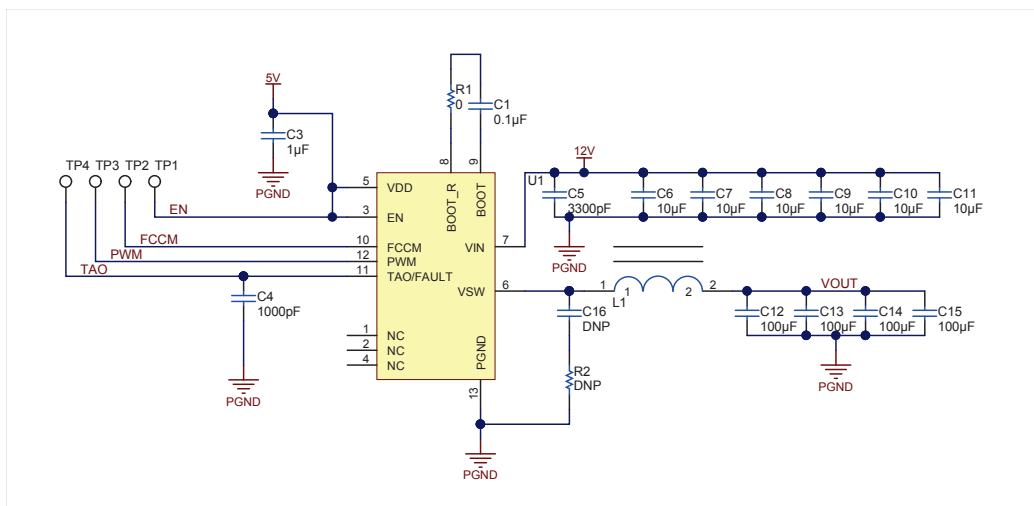 5V
C3
1µF
PGND
R1
0
C1
0.1µF
8
9
BOOT_R
BOOT
TP4 TP3 TP2 TP1
EN
FCCM
PWM
TAO
C4
1000pF
PGND
5 VDD
3 EN
10 FCCM
12 PWM
11 TAO/FAULT
1 NC
2 NC
4 NC
U1
VIN 7
VSW 6
PGND
13
PGND
12V
C5
3300pF
C6
10µF
C7
10µF
C8
10µF
C9
10µF
C10
10µF
C11
10µF
PGND
1 1 2 2
L1
C16
DNP
R2
DNP
VOUT
C12
100µF
C13
100µF
C14
100µF
C15
100µF
PGND